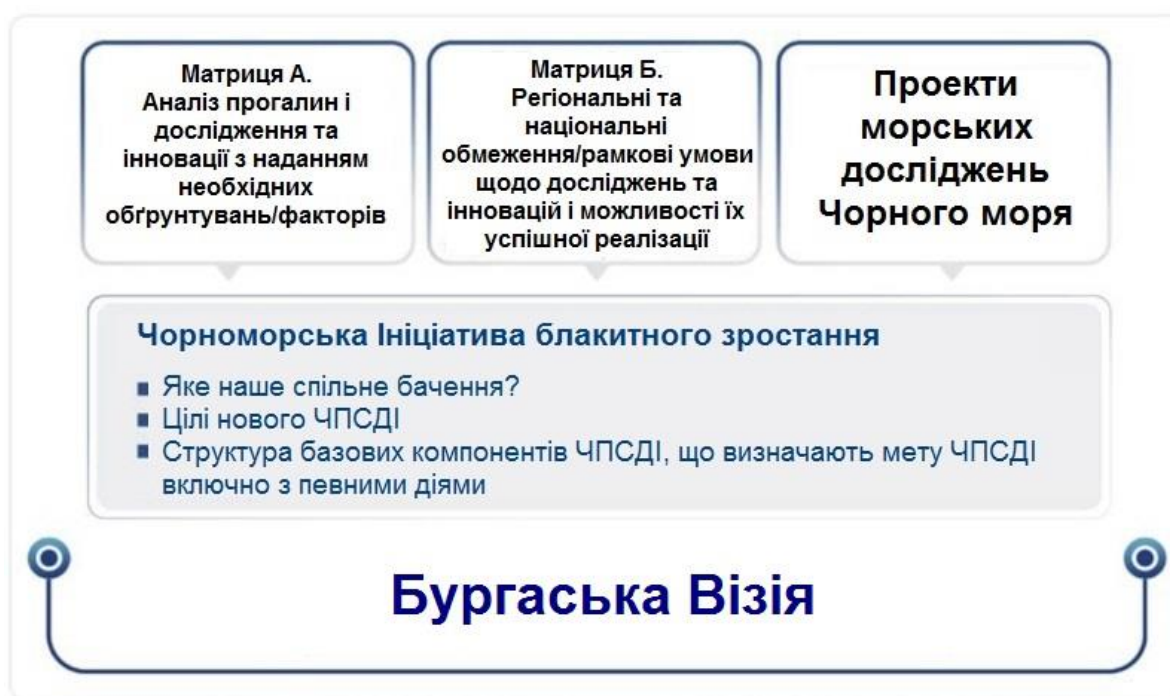 Матриця А.
Аналіз прогалин і
дослідження та
інновації з наданням
необхідних
обґрунтувань/факторів
Матриця Б.
Регіональні та
національні
обмеження/рамкові умови
щодо досліджень та
інновацій і можливості їх
успішної реалізації
Проекти
морських
досліджень
Чорного моря
Чорноморська Ініціатива блакитного зростання
▪ Яке наше спільне бачення?
▪ Цілі нового ЧПСДІ
▪ Структура базових компонентів ЧПСДІ, що визначають мету ЧПСДІ
включно з певними діями
Бургаська Візія